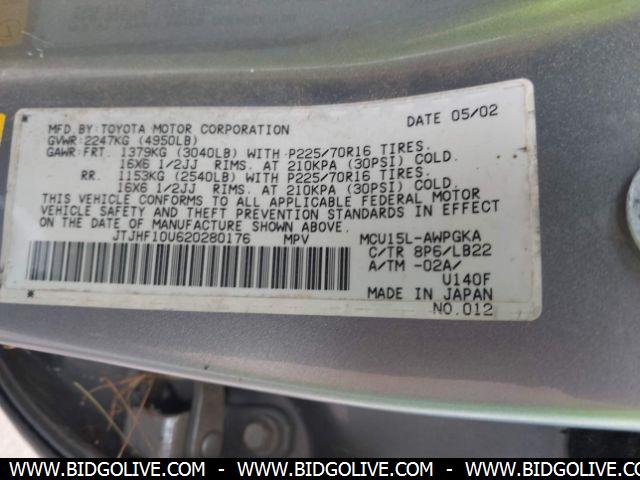 MFD BY: TOYOTA MOTOR CORPORATION DATE 05/02
GVWR: 2247KG (4950LB)
GAWR: FRT. 1379KG (3040LB) WITH P225/70R16 TIRES.
16X6 1/2JJ RIMS. AT 210KPA (30PSI) COLD.
RR. 1153KG (2540LB) WITH P225/70R16 TIRES.
16X6 1/2JJ RIMS. AT 210KPA (30PSI) COLD.
THIS VEHICLE CONFORMS TO ALL APPLICABLE FEDERAL MOTOR
VEHICLE SAFETY AND THEFT PREVENTION STANDARDS IN EFFECT ON
THE DATE OF MANUFACTURE SHOWN ABOVE.
JTJHF10U620280176 MPV MCU15L-AWPGKA
C/TR 8P6/LB22
A/TM -02A/
U140F
MADE IN JAPAN
NO.012
WWW.BIDGOLIVE.COM - WWW.BIDGOLIVE.COM - WWW.BIDGOLIVE.COM